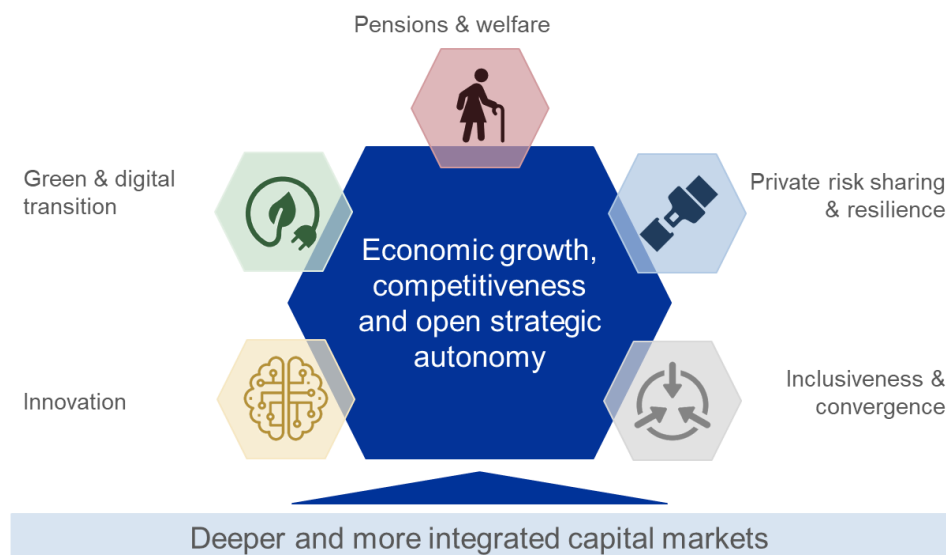 Pensions & welfare
Green & digital
transition
Private risk sharing
& resilience
Economic growth,
competitiveness
and open strategic
autonomy
Innovation
Inclusiveness &
convergence
Deeper and more integrated capital markets